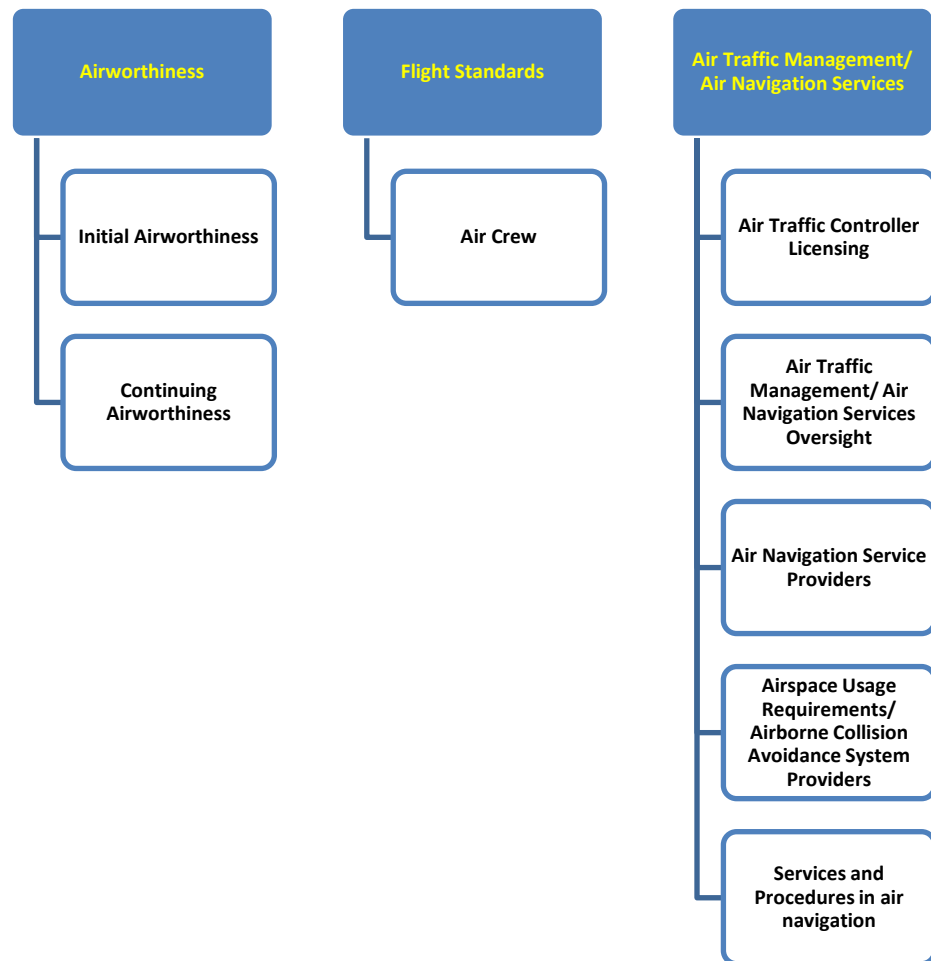 Airworthiness
Initial Airworthiness
Continuing
Airworthiness
Flight Standards
Air Crew
Air Traffic Management/
Air Navigation Services
Air Traffic Controller
Licensing
Air Traffic
Management/ Air
Navigation Services
Oversight
Air Navigation Service
Providers
Airspace Usage
Requirements/
Airborne Collision
Avoidance System
Providers
Services and
Procedures in air
navigation